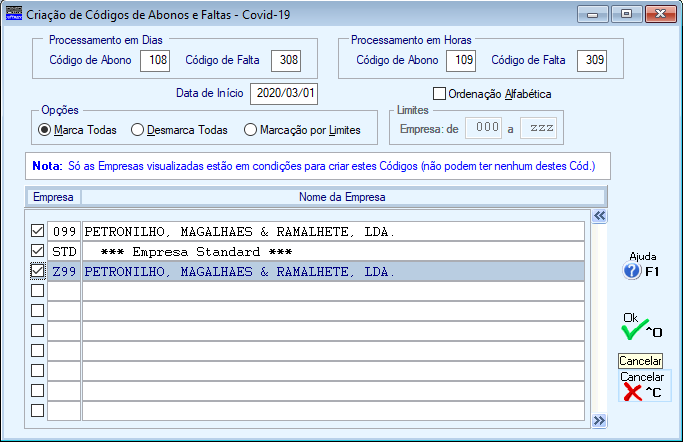 Criação de Códigos de Abonos e Faltas - Covid-19
Processamento em Dias
Código de Abono 108 Código de Falta 308
Processamento em Horas
Código de Abono 109 Código de Falta 309
Data de Início 2020/03/01
Ordenação Alfabética
Opções
Marca Todas Desmarca Todas Marcação por Limites
Limites
Empresa: de 000 a zzz
Nota: Só as Empresas visualizadas estão em condições para criar estes Códigos (não podem ter nenhum destes Cód.)
Empresa Nome da Empresa
099 PETRONILHO, MAGALHAES & RAMALHETE, LDA.
STD *** Empresa Standard ***
Z99 PETRONILHO, MAGALHAES & RAMALHETE, LDA.
Ajuda
F1
Ok
^O
Cancelar
Cancelar
^C